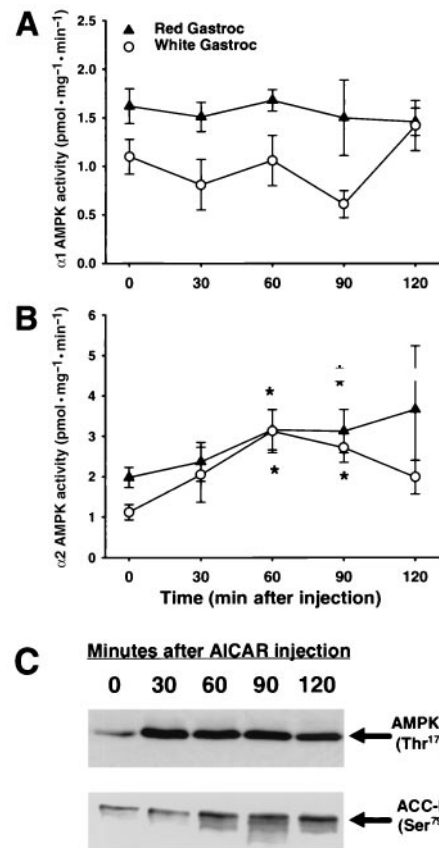 A
Red Gastroc
White Gastroc
α1 AMPK activity (pmol·mg⁻¹·min⁻¹)
2.5
2.0
1.5
1.0
0.5
0.0
0 30 60 90 120
B
α2 AMPK activity (pmol·mg⁻¹·min⁻¹)
6
5
4
3
2
1
0
* *
* *
0 30 60 90 120
Time (min after injection)
C
Minutes after AICAR injection
0 30 60 90 120
AMPK
(Thr¹⁷
ACC-
(Ser⁷⁹